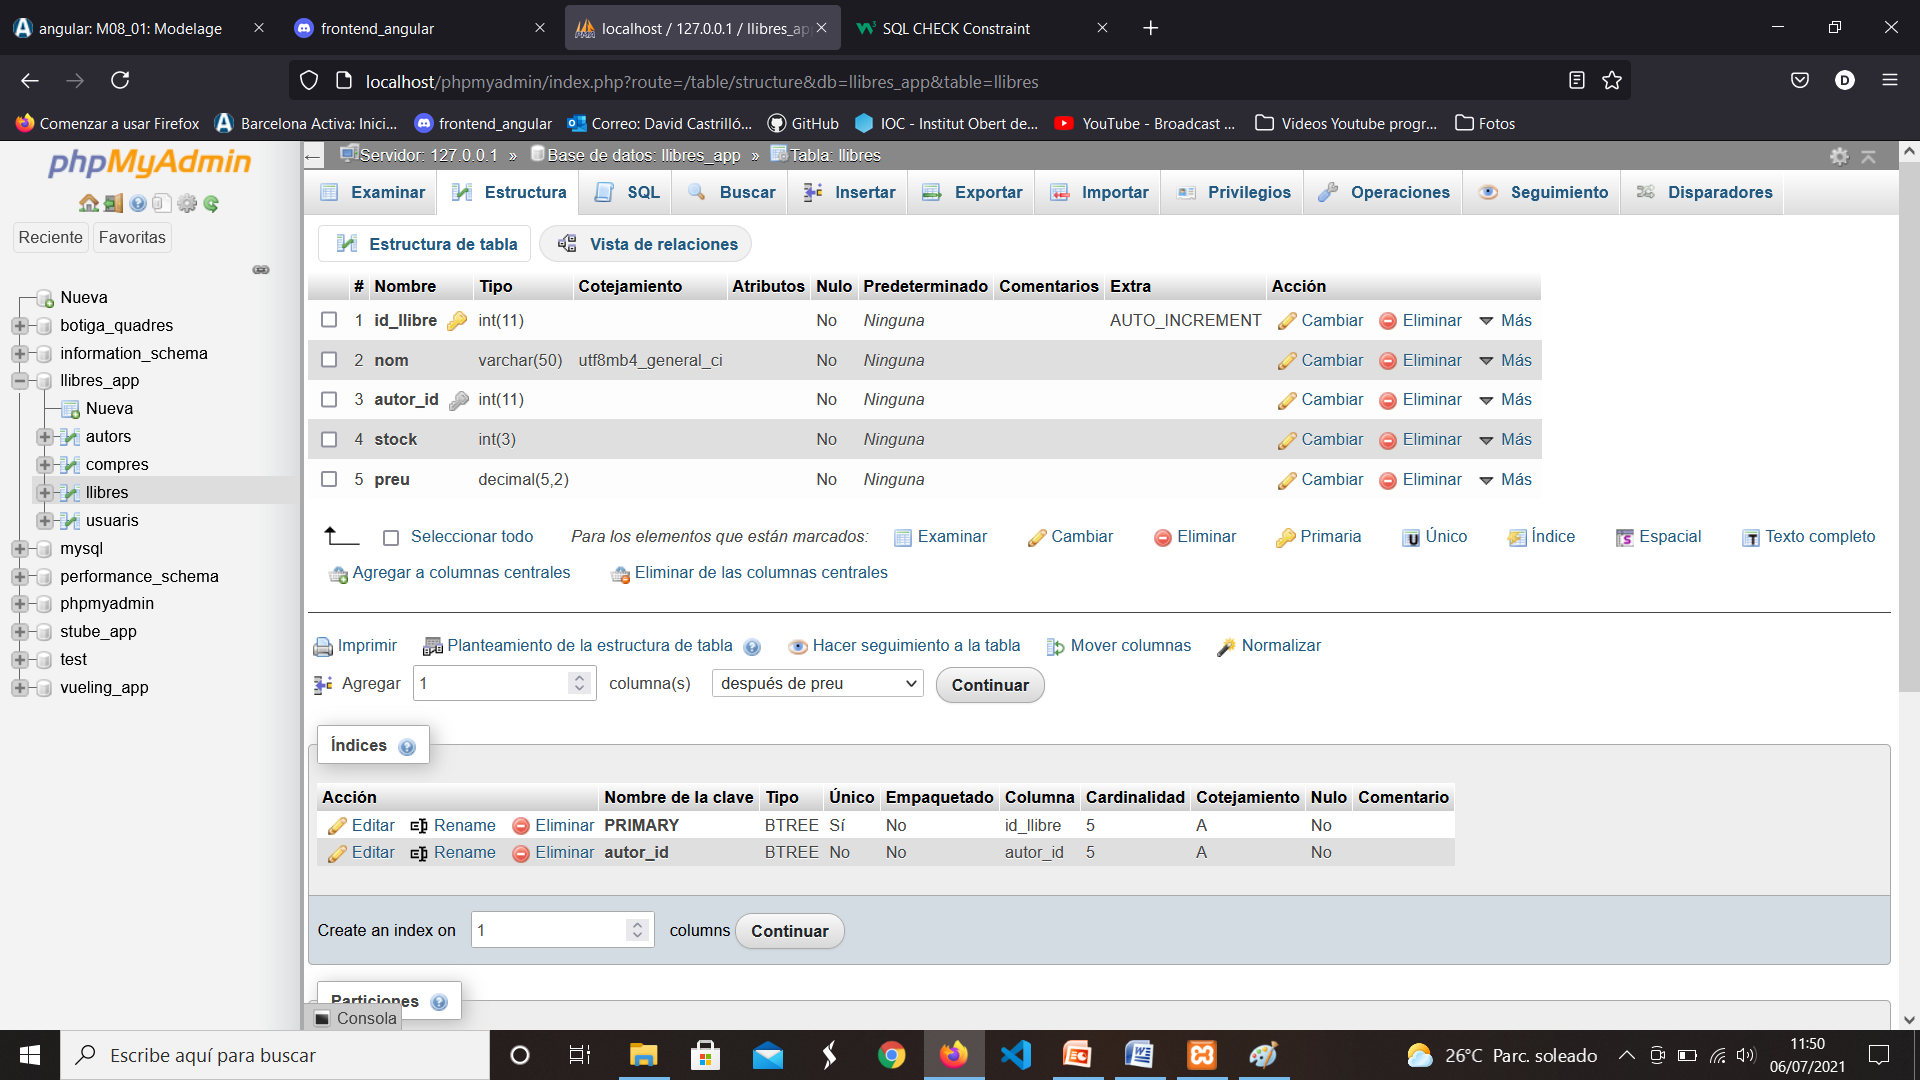 angular: M08_01: Modelage
frontend_angular
localhost / 127.0.0.1 / llibres_ap
SQL CHECK Constraint
localhost/phpmyadmin/index.php?route=/table/structure&db=llibres_app&table=llibres
Comenzar a usar Firefox
Barcelona Activa: Inici...
frontend_angular
Correo: David Castrilló...
GitHub
IOC - Institut Obert de...
YouTube - Broadcast ...
Videos Youtube progr...
Fotos
phpMyAdmin
Reciente Favoritas
Nueva
botiga_quadres
information_schema
llibres_app
Nueva
autors
compres
llibres
usuaris
mysql
performance_schema
phpmyadmin
stube_app
test
vueling_app
Servidor: 127.0.0.1 » Base de datos: llibres_app » Tabla: llibres
Examinar Estructura SQL Buscar Insertar Exportar Importar Privilegios Operaciones Seguimiento Disparadores
Estructura de tabla Vista de relaciones
# Nombre Tipo Cotejamiento Atributos Nulo Predeterminado Comentarios Extra Acción
1 id_llibre int(11) No Ninguna AUTO_INCREMENT Cambiar Eliminar Más
2 nom varchar(50) utf8mb4_general_ci No Ninguna Cambiar Eliminar Más
3 autor_id int(11) No Ninguna Cambiar Eliminar Más
4 stock int(3) No Ninguna Cambiar Eliminar Más
5 preu decimal(5,2) No Ninguna Cambiar Eliminar Más
Seleccionar todo Para los elementos que están marcados: Examinar Cambiar Eliminar Primaria Único Índice Espacial Texto completo
Agregar a columnas centrales Eliminar de las columnas centrales
Imprimir Planteamiento de la estructura de tabla Hacer seguimiento a la tabla Mover columnas Normalizar
Agregar 1 columna(s) después de preu Continuar
Índices
Acción Nombre de la clave Tipo Único Empaquetado Columna Cardinalidad Cotejamiento Nulo Comentario
Editar Rename Eliminar PRIMARY BTREE Sí No id_llibre 5 A No
Editar Rename Eliminar autor_id BTREE No No autor_id 5 A No
Create an index on 1 columns Continuar
Particiones
Consola
Escribe aquí para buscar
26°C Parc. soleado
11:50
06/07/2021